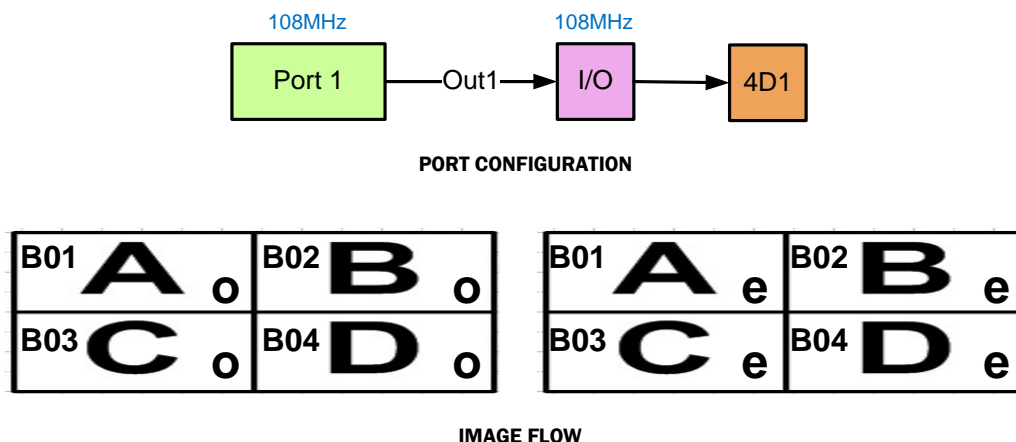 108MHz 108MHz
Port 1 Out1 I/O 4D1
PORT CONFIGURATION
B01 A o B02 B o B01 A e B02 B e
B03 C o B04 D o B03 C e B04 D e
IMAGE FLOW